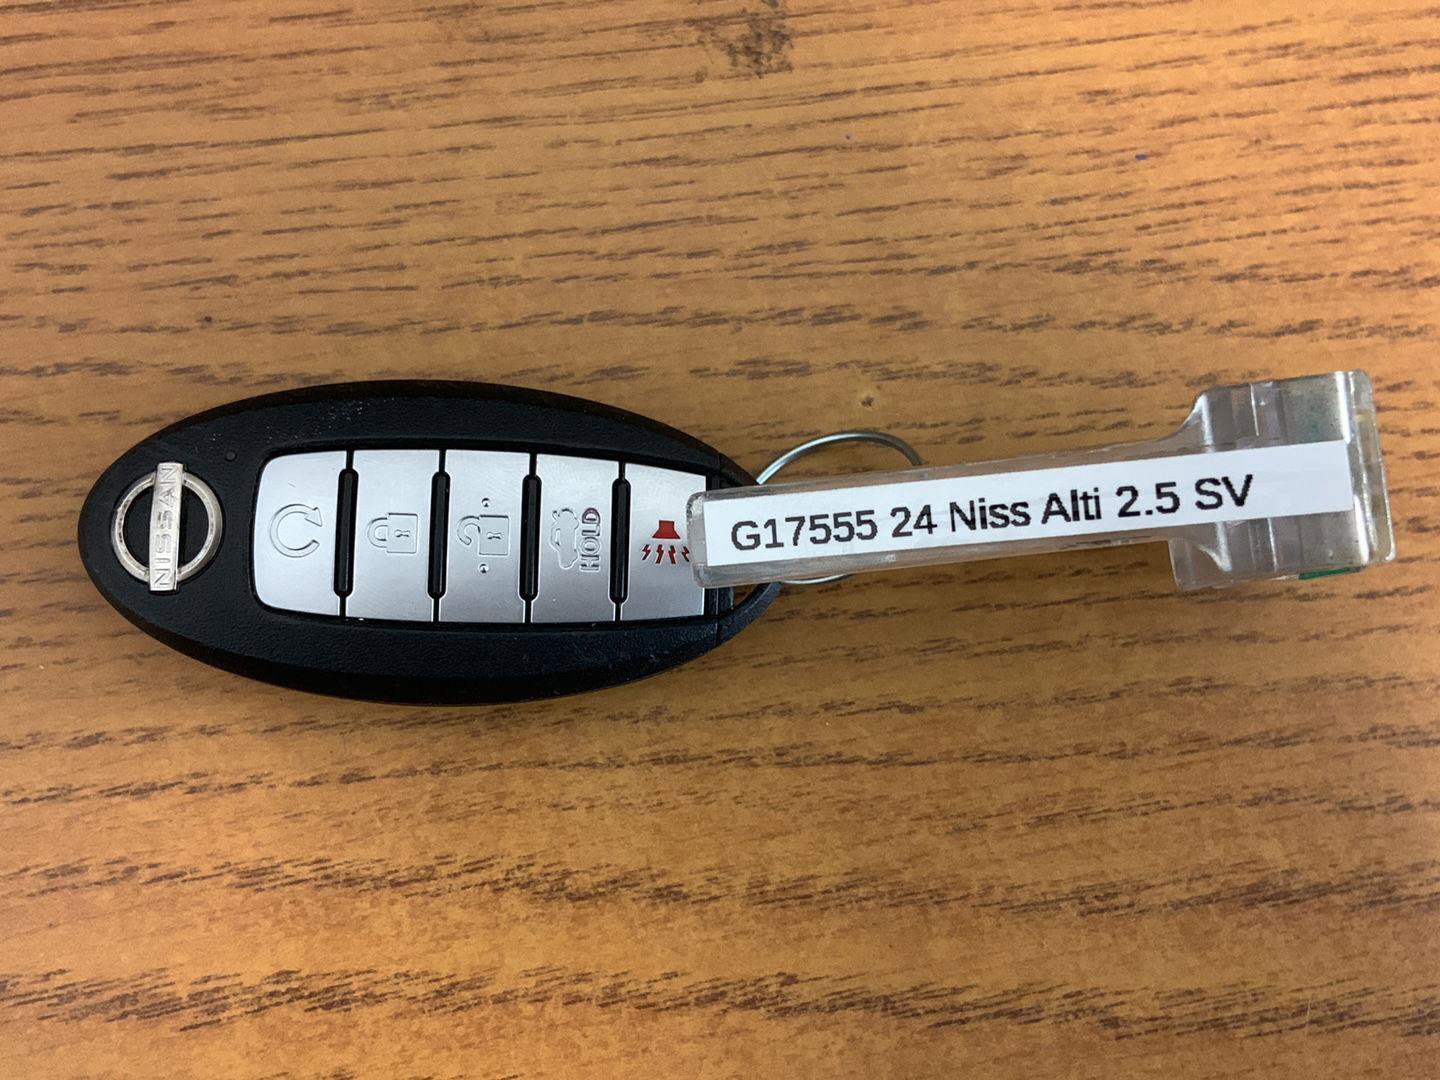 NISSAN
HOLD
G17555 24 Niss Alti 2.5 SV